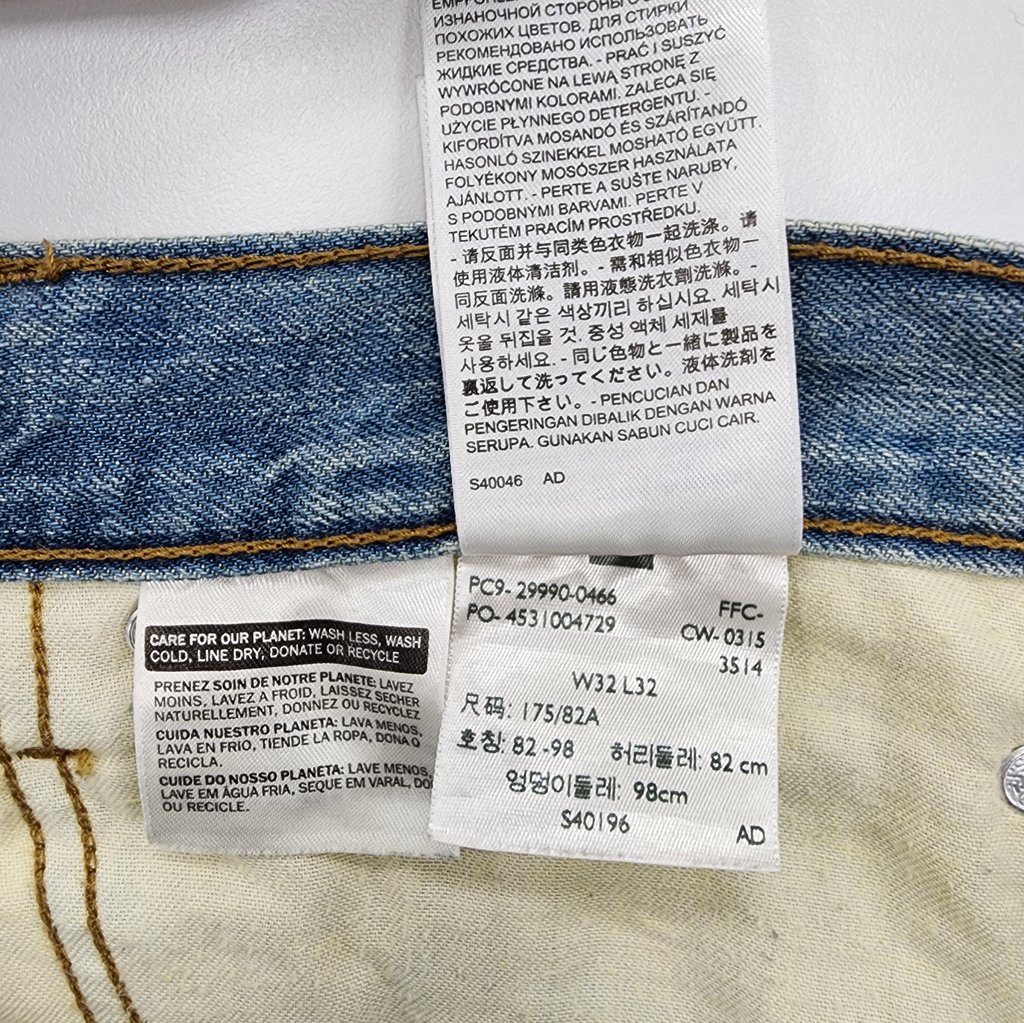 ИЗНАНОЧНОЙ СТОРОНЫ
ПОХОЖИХ ЦВЕТОВ. ДЛЯ СТИРКИ
РЕКОМЕНДОВАНО ИСПОЛЬЗОВАТЬ
ЖИДКИЕ СРЕДСТВА. - PRAĆ I SUSZYĆ
WYWRÓCONE NA LEWĄ STRONĘ Z
PODOBNYMI KOLORAMI. ZALECA SIĘ
UŻYCIE PŁYNNEGO DETERGENTU. -
KIFORDÍTVA MOSANDÓ ÉS SZÁRÍTANDÓ
HASONLÓ SZINEKKEL MOSHATÓ EGYÜTT.
FOLYÉKONY MOSÓSZER HASZNÁLATA
AJÁNLOTT. - PERTE A SUŠTE NARUBY,
S PODOBNÝMI BARVAMI. PERTE V
TEKUTÉM PRACÍM PROSTŘEDKU.
- 请反面并与同类色衣物一起洗涤。请
使用液体清洁剂。- 需和相似色衣物一
同反面洗滌。請用液態洗衣劑洗滌。-
세탁시 같은 색상끼리 하십시요. 세탁시
옷을 뒤집을 것. 중성 액체 세제를
사용하세요. - 同じ色物と一緒に製品を
裏返して洗ってください。液体洗剤を
ご使用下さい。- PENCUCIAN DAN
PENGERINGAN DIBALIK DENGAN WARNA
SERUPA. GUNAKAN SABUN CUCI CAIR.
S40046 AD
PC9- 29990-0466
PO- 4531004729
FFC-
CW- 0315
3514
W32 L32
尺码: 175/82A
호칭: 82 -98 허리둘레: 82 cm
엉덩이둘레: 98cm
S40196
AD
CARE FOR OUR PLANET: WASH LESS, WASH
COLD, LINE DRY, DONATE OR RECYCLE
PRENEZ SOIN DE NOTRE PLANETE: LAVEZ
MOINS, LAVEZ A FROID, LAISSEZ SECHER
NATURELLEMENT, DONNEZ OU RECYCLEZ
CUIDA NUESTRO PLANETA: LAVA MENOS,
LAVA EN FRIO, TIENDE LA ROPA, DONA O
RECICLA.
CUIDE DO NOSSO PLANETA: LAVE MENOS,
LAVE EM ÁGUA FRIA, SEQUE EM VARAL,
OU RECICLE.